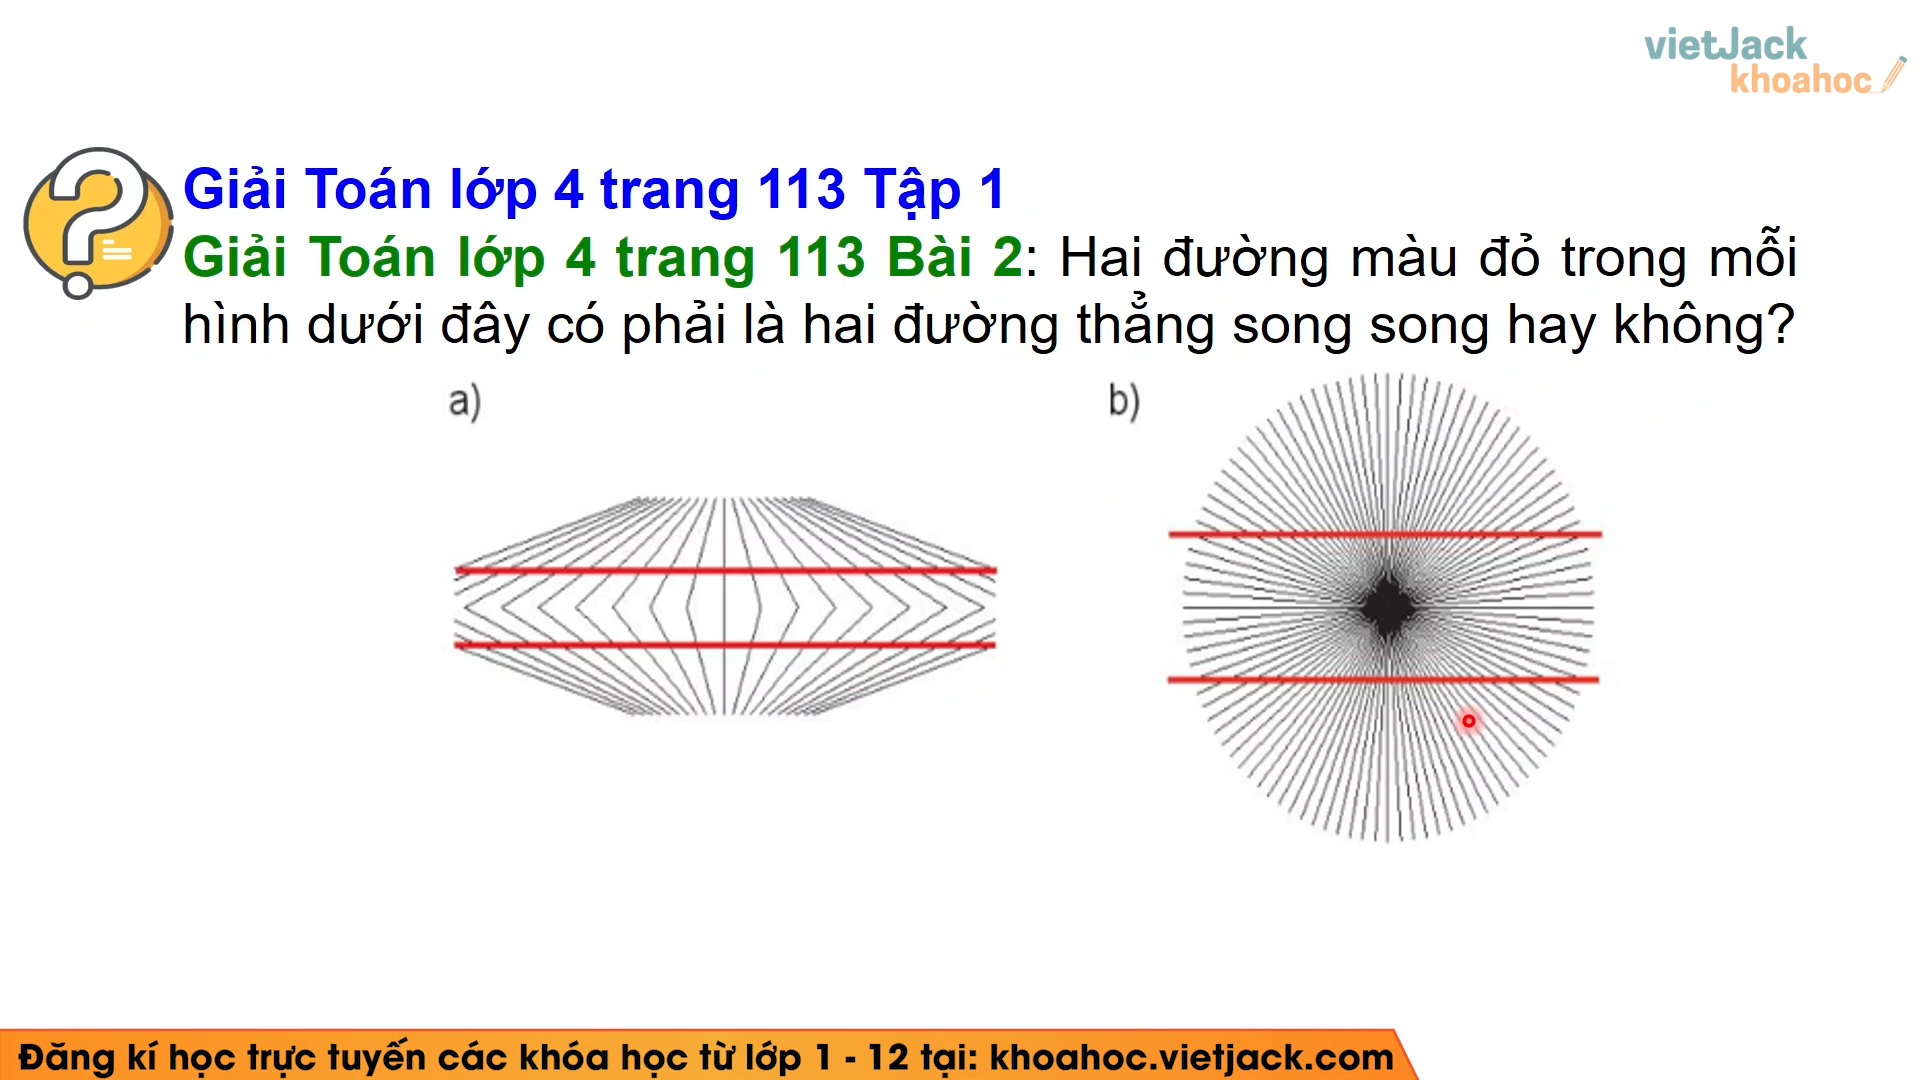 vietJack
khoahoc
Giải Toán lớp 4 trang 113 Tập 1
Giải Toán lớp 4 trang 113 Bài 2: Hai đường màu đỏ trong mỗi
hình dưới đây có phải là hai đường thẳng song song hay không?
a)
b)
Đăng kí học trực tuyến các khóa học từ lớp 1 - 12 tại: khoahoc.vietjack.com